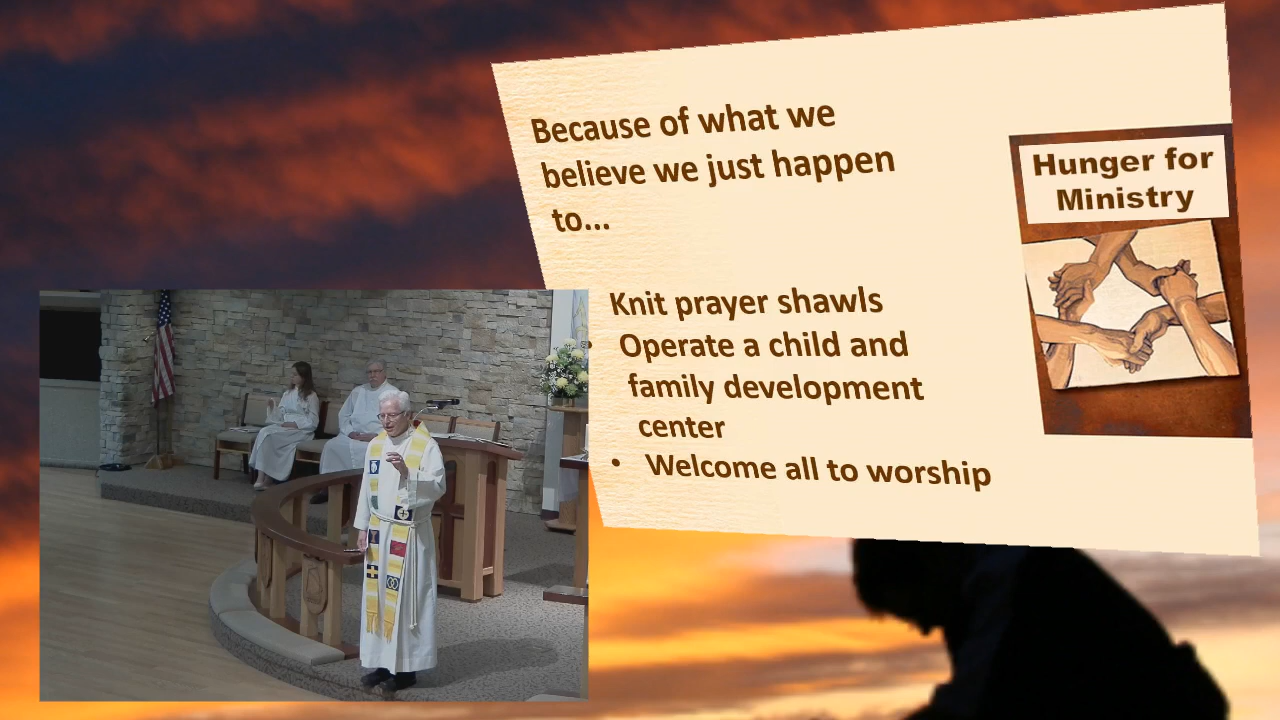 Because of what we
believe we just happen
to...
Knit prayer shawls
Operate a child and
family development
center
• Welcome all to worship
Hunger for
Ministry